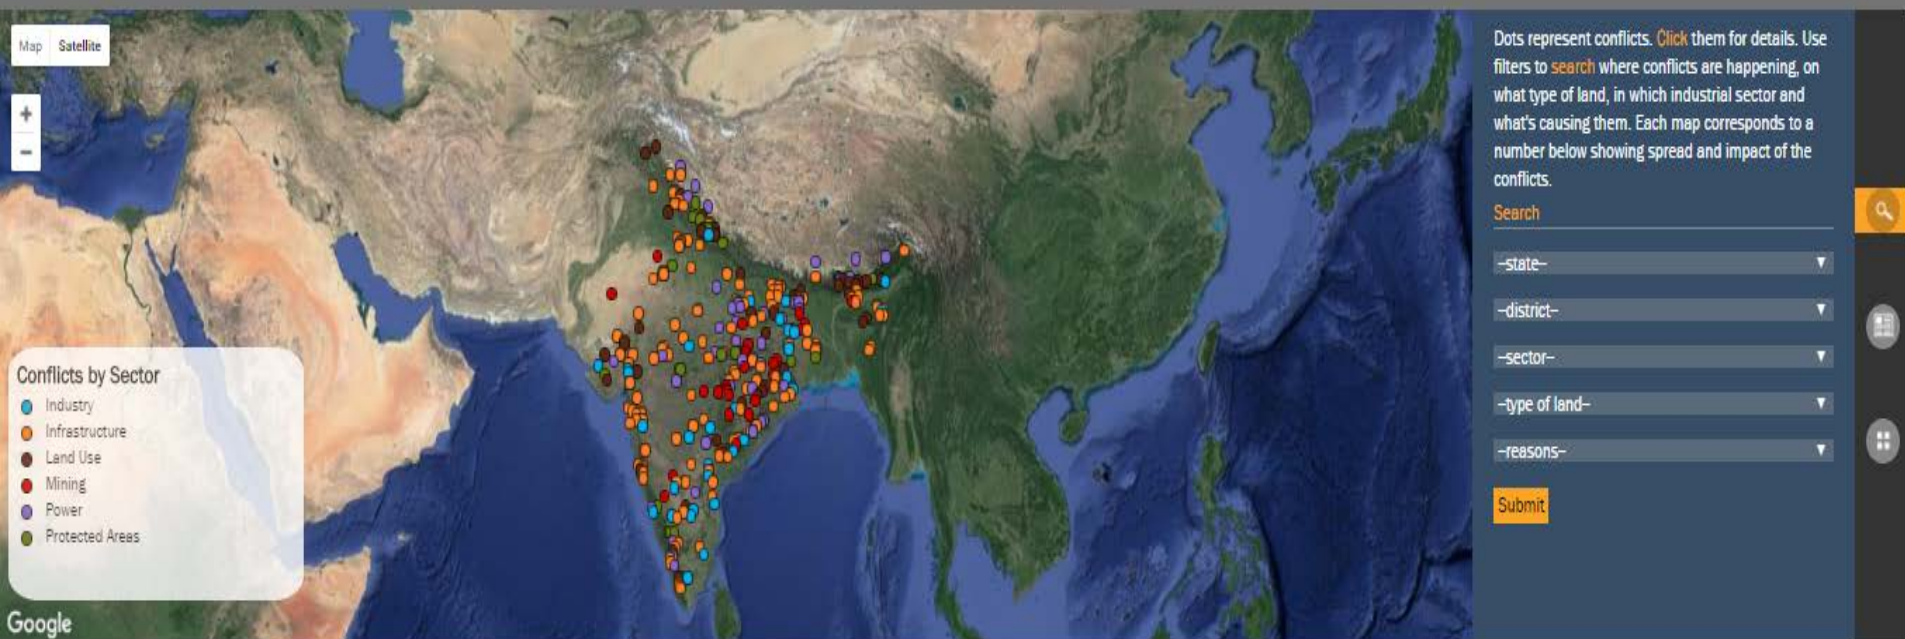 Map Satellite
+
−
Conflicts by Sector
Industry
Infrastructure
Land Use
Mining
Power
Protected Areas
Google
Dots represent conflicts. Click them for details. Use
filters to search where conflicts are happening, on
what type of land, in which industrial sector and
what's causing them. Each map corresponds to a
number below showing spread and impact of the
conflicts.
Search
--state--
--district--
--sector--
--type of land--
--reasons--
Submit